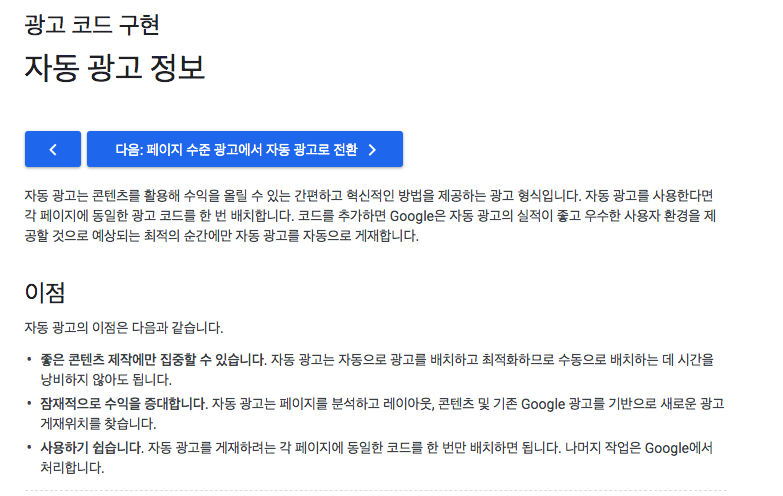 광고 코드 구현
자동 광고 정보
다음: 페이지 수준 광고에서 자동 광고로 전환
자동 광고는 콘텐츠를 활용해 수익을 올릴 수 있는 간편하고 혁신적인 방법을 제공하는 광고 형식입니다. 자동 광고를 사용한다면
각 페이지에 동일한 광고 코드를 한 번 배치합니다. 코드를 추가하면 Google은 자동 광고의 실적이 좋고 우수한 사용자 환경을 제
공할 것으로 예상되는 최적의 순간에만 자동 광고를 자동으로 게재합니다.
이점
자동 광고의 이점은 다음과 같습니다.
• 좋은 콘텐츠 제작에만 집중할 수 있습니다. 자동 광고는 자동으로 광고를 배치하고 최적화하므로 수동으로 배치하는 데 시간을
낭비하지 않아도 됩니다.
• 잠재적으로 수익을 증대합니다. 자동 광고는 페이지를 분석하고 레이아웃, 콘텐츠 및 기존 Google 광고를 기반으로 새로운 광고
게재위치를 찾습니다.
• 사용하기 쉽습니다. 자동 광고를 게재하려는 각 페이지에 동일한 코드를 한 번만 배치하면 됩니다. 나머지 작업은 Google에서
처리합니다.